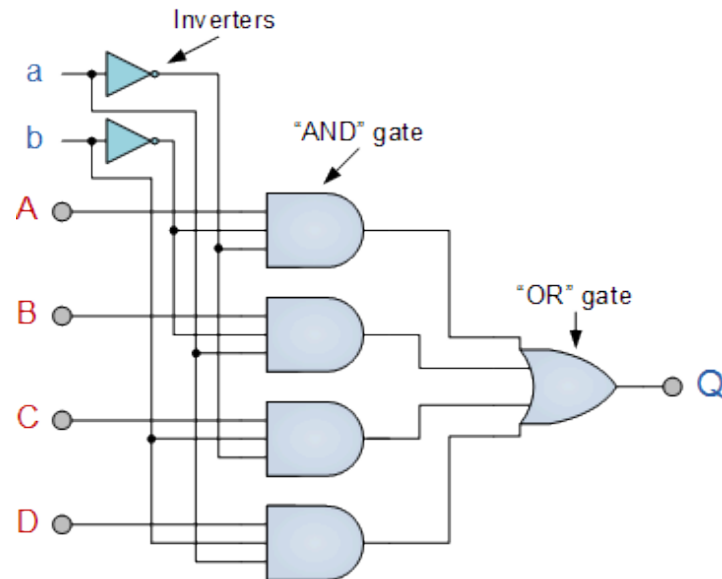 Inverters
a
b
“AND” gate
A
B
“OR” gate
Q
C
D